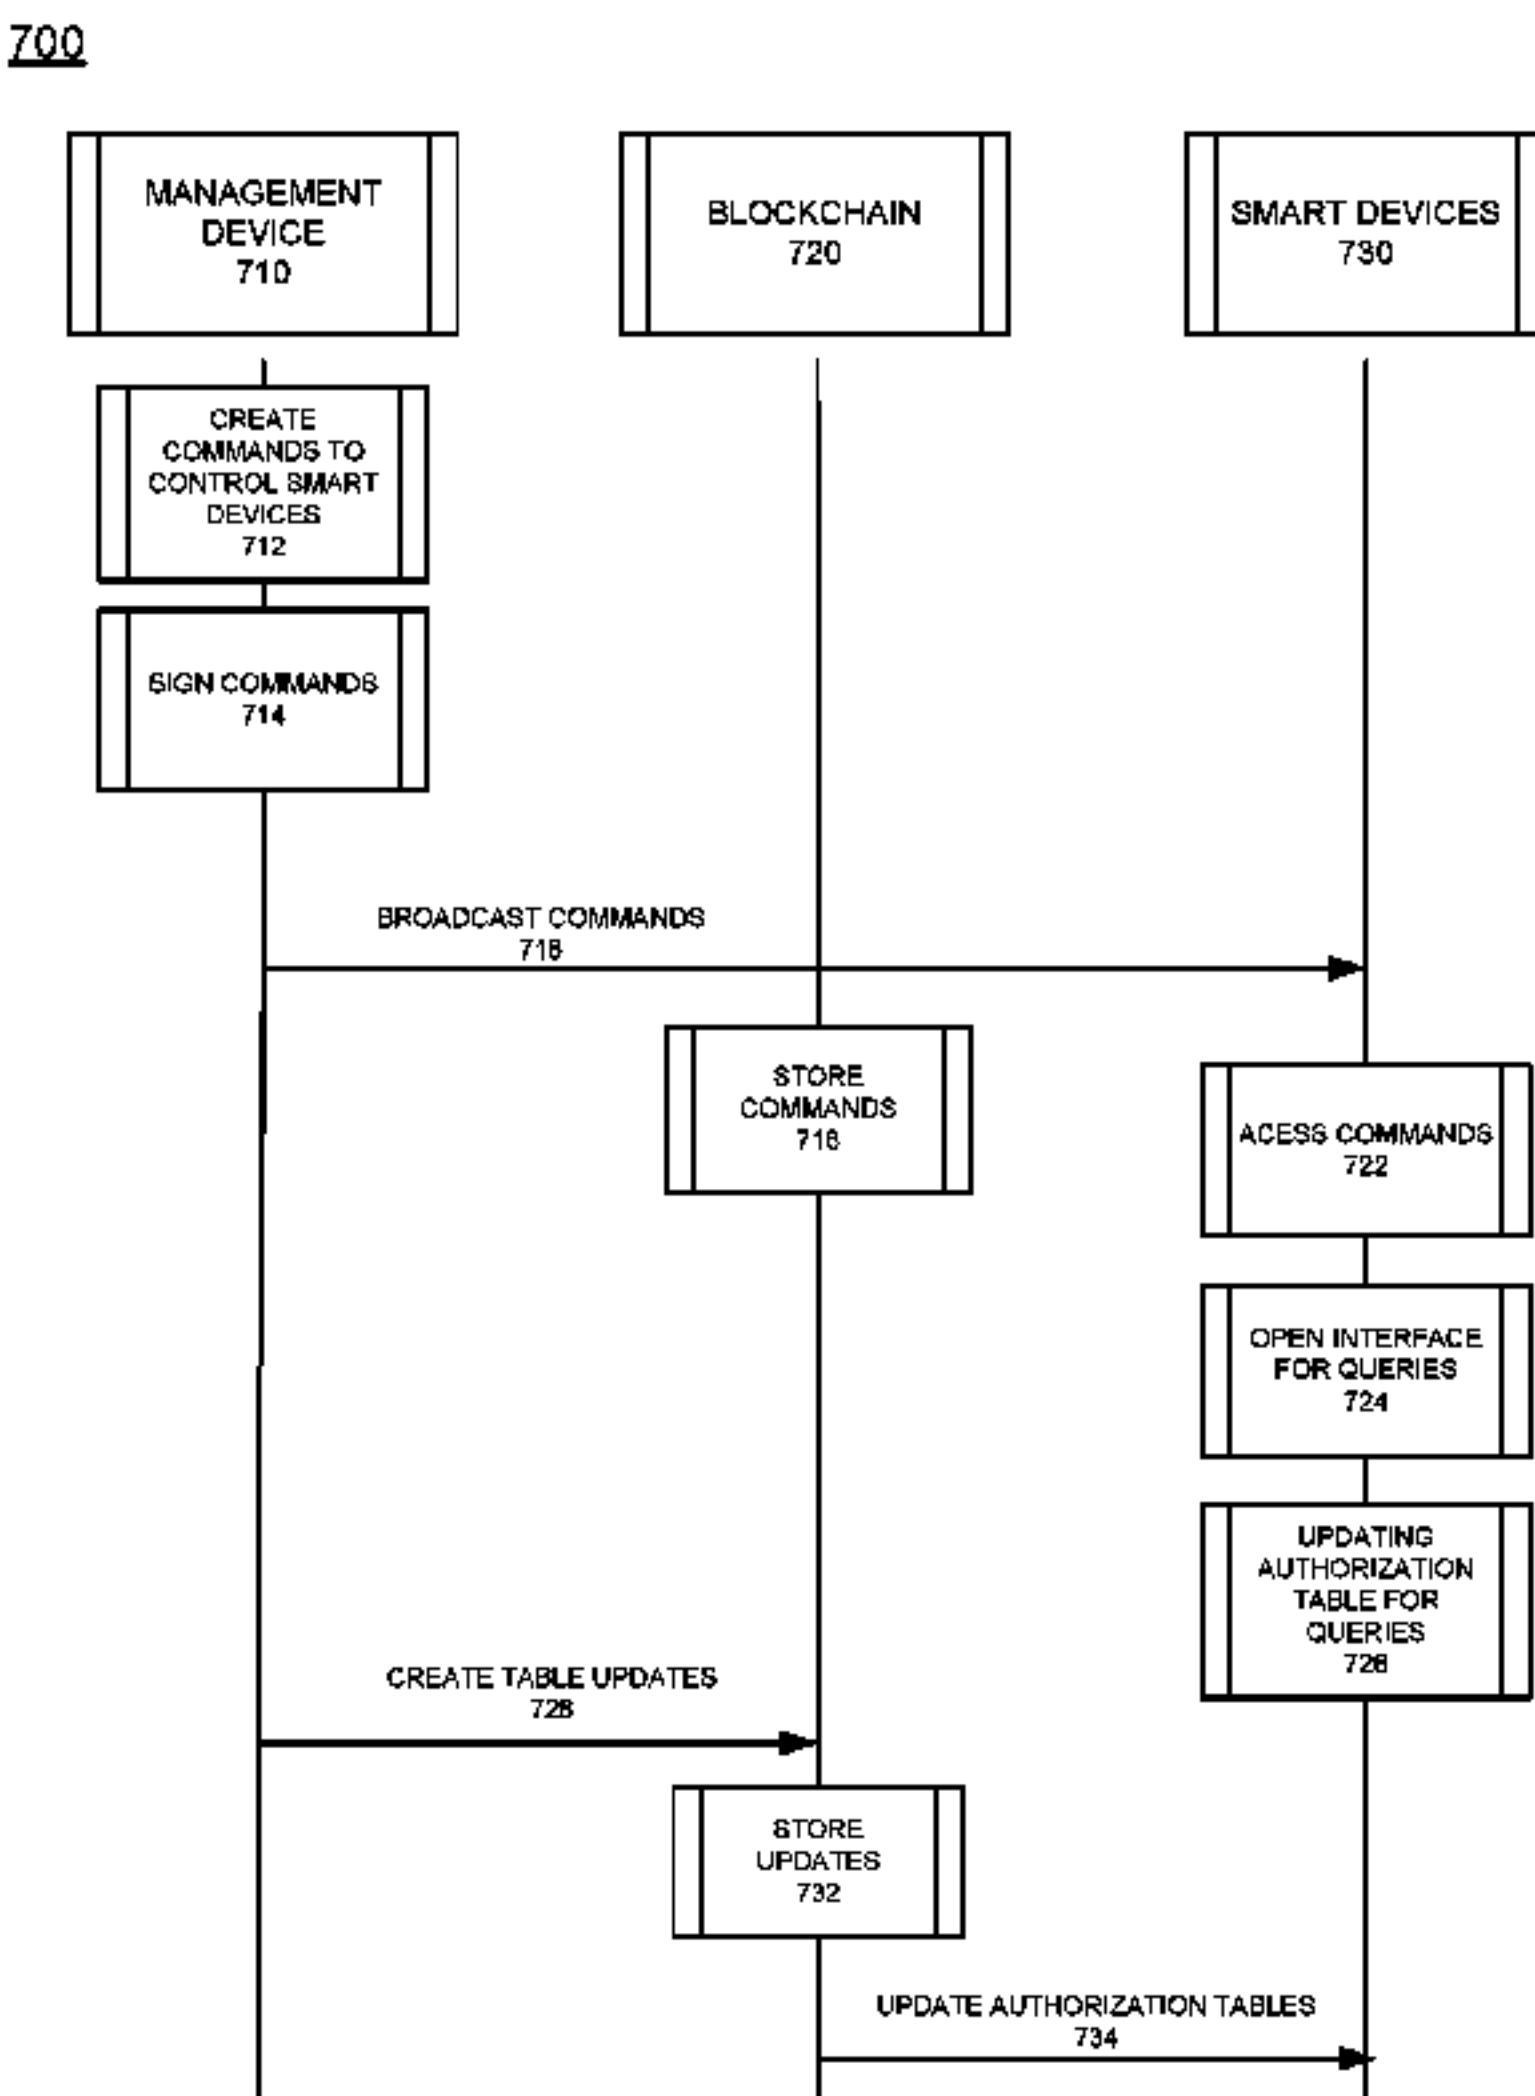 700
MANAGEMENT
DEVICE
710
BLOCKCHAIN
720
SMART DEVICES
730
CREATE
COMMANDS TO
CONTROL SMART
DEVICES
712
SIGN COMMANDS
714
BROADCAST COMMANDS
718
STORE
COMMANDS
716
ACESS COMMANDS
722
OPEN INTERFACE
FOR QUERIES
724
UPDATING
AUTHORIZATION
TABLE FOR
QUERIES
726
CREATE TABLE UPDATES
728
STORE
UPDATES
732
UPDATE AUTHORIZATION TABLES
734